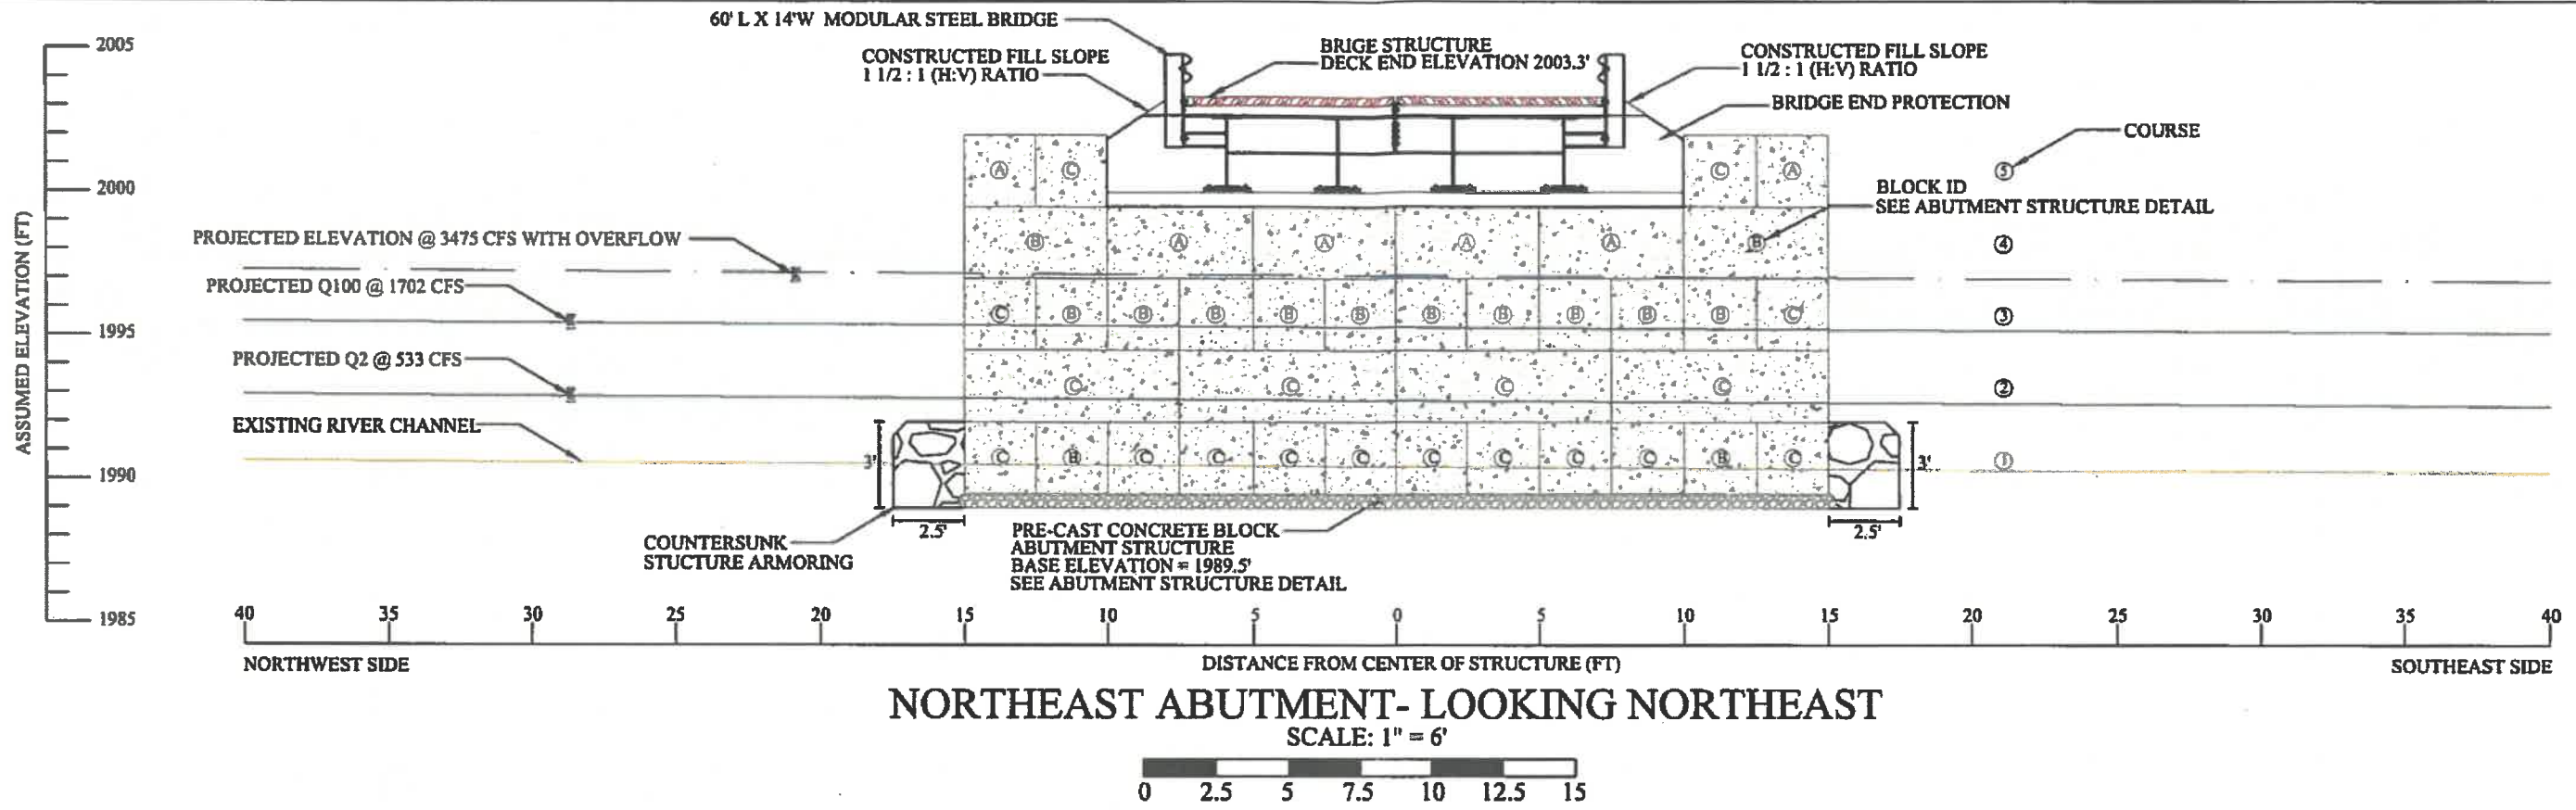 60' L X 14'W MODULAR STEEL BRIDGE
CONSTRUCTED FILL SLOPE
1 1/2 : 1 (H:V) RATIO
BRIGE STRUCTURE
DECK END ELEVATION 2003.3'
CONSTRUCTED FILL SLOPE
1 1/2 : 1 (H:V) RATIO
BRIDGE END PROTECTION
COURSE
BLOCK ID
SEE ABUTMENT STRUCTURE DETAIL
ASSUMED ELEVATION (FT)
2005
2000
1995
1990
1985
PROJECTED ELEVATION @ 3475 CFS WITH OVERFLOW
PROJECTED Q100 @ 1702 CFS
PROJECTED Q2 @ 533 CFS
EXISTING RIVER CHANNEL
A C C A 5
B A A A A B 4
C B B B B B B B B B B C 3
C C C C 2
C B C C C C C C C C B C 1
3'
3'
2.5'
2.5'
COUNTERSUNK
STUCTURE ARMORING
PRE-CAST CONCRETE BLOCK
ABUTMENT STRUCTURE
BASE ELEVATION = 1989.5'
SEE ABUTMENT STRUCTURE DETAIL
40 35 30 25 20 15 10 5 0 5 10 15 20 25 30 35 40
NORTHWEST SIDE
DISTANCE FROM CENTER OF STRUCTURE (FT)
SOUTHEAST SIDE
NORTHEAST ABUTMENT- LOOKING NORTHEAST
SCALE: 1" = 6'
0 2.5 5 7.5 10 12.5 15